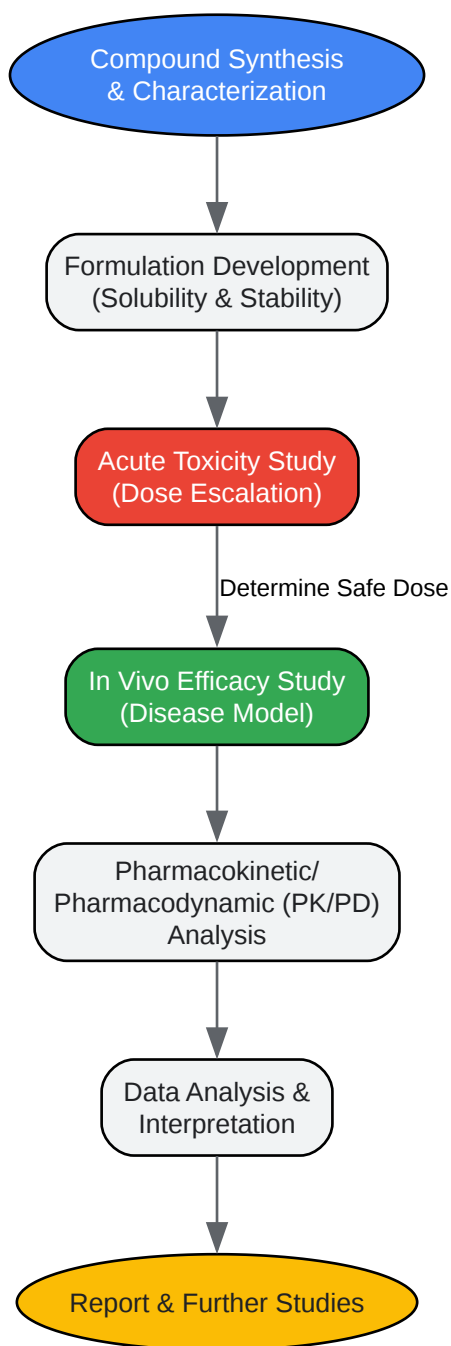 Compound Synthesis
& Characterization
Formulation Development
(Solubility & Stability)
Acute Toxicity Study
(Dose Escalation)
Determine Safe Dose
In Vivo Efficacy Study
(Disease Model)
Pharmacokinetic/
Pharmacodynamic (PK/PD)
Analysis
Data Analysis &
Interpretation
Report & Further Studies